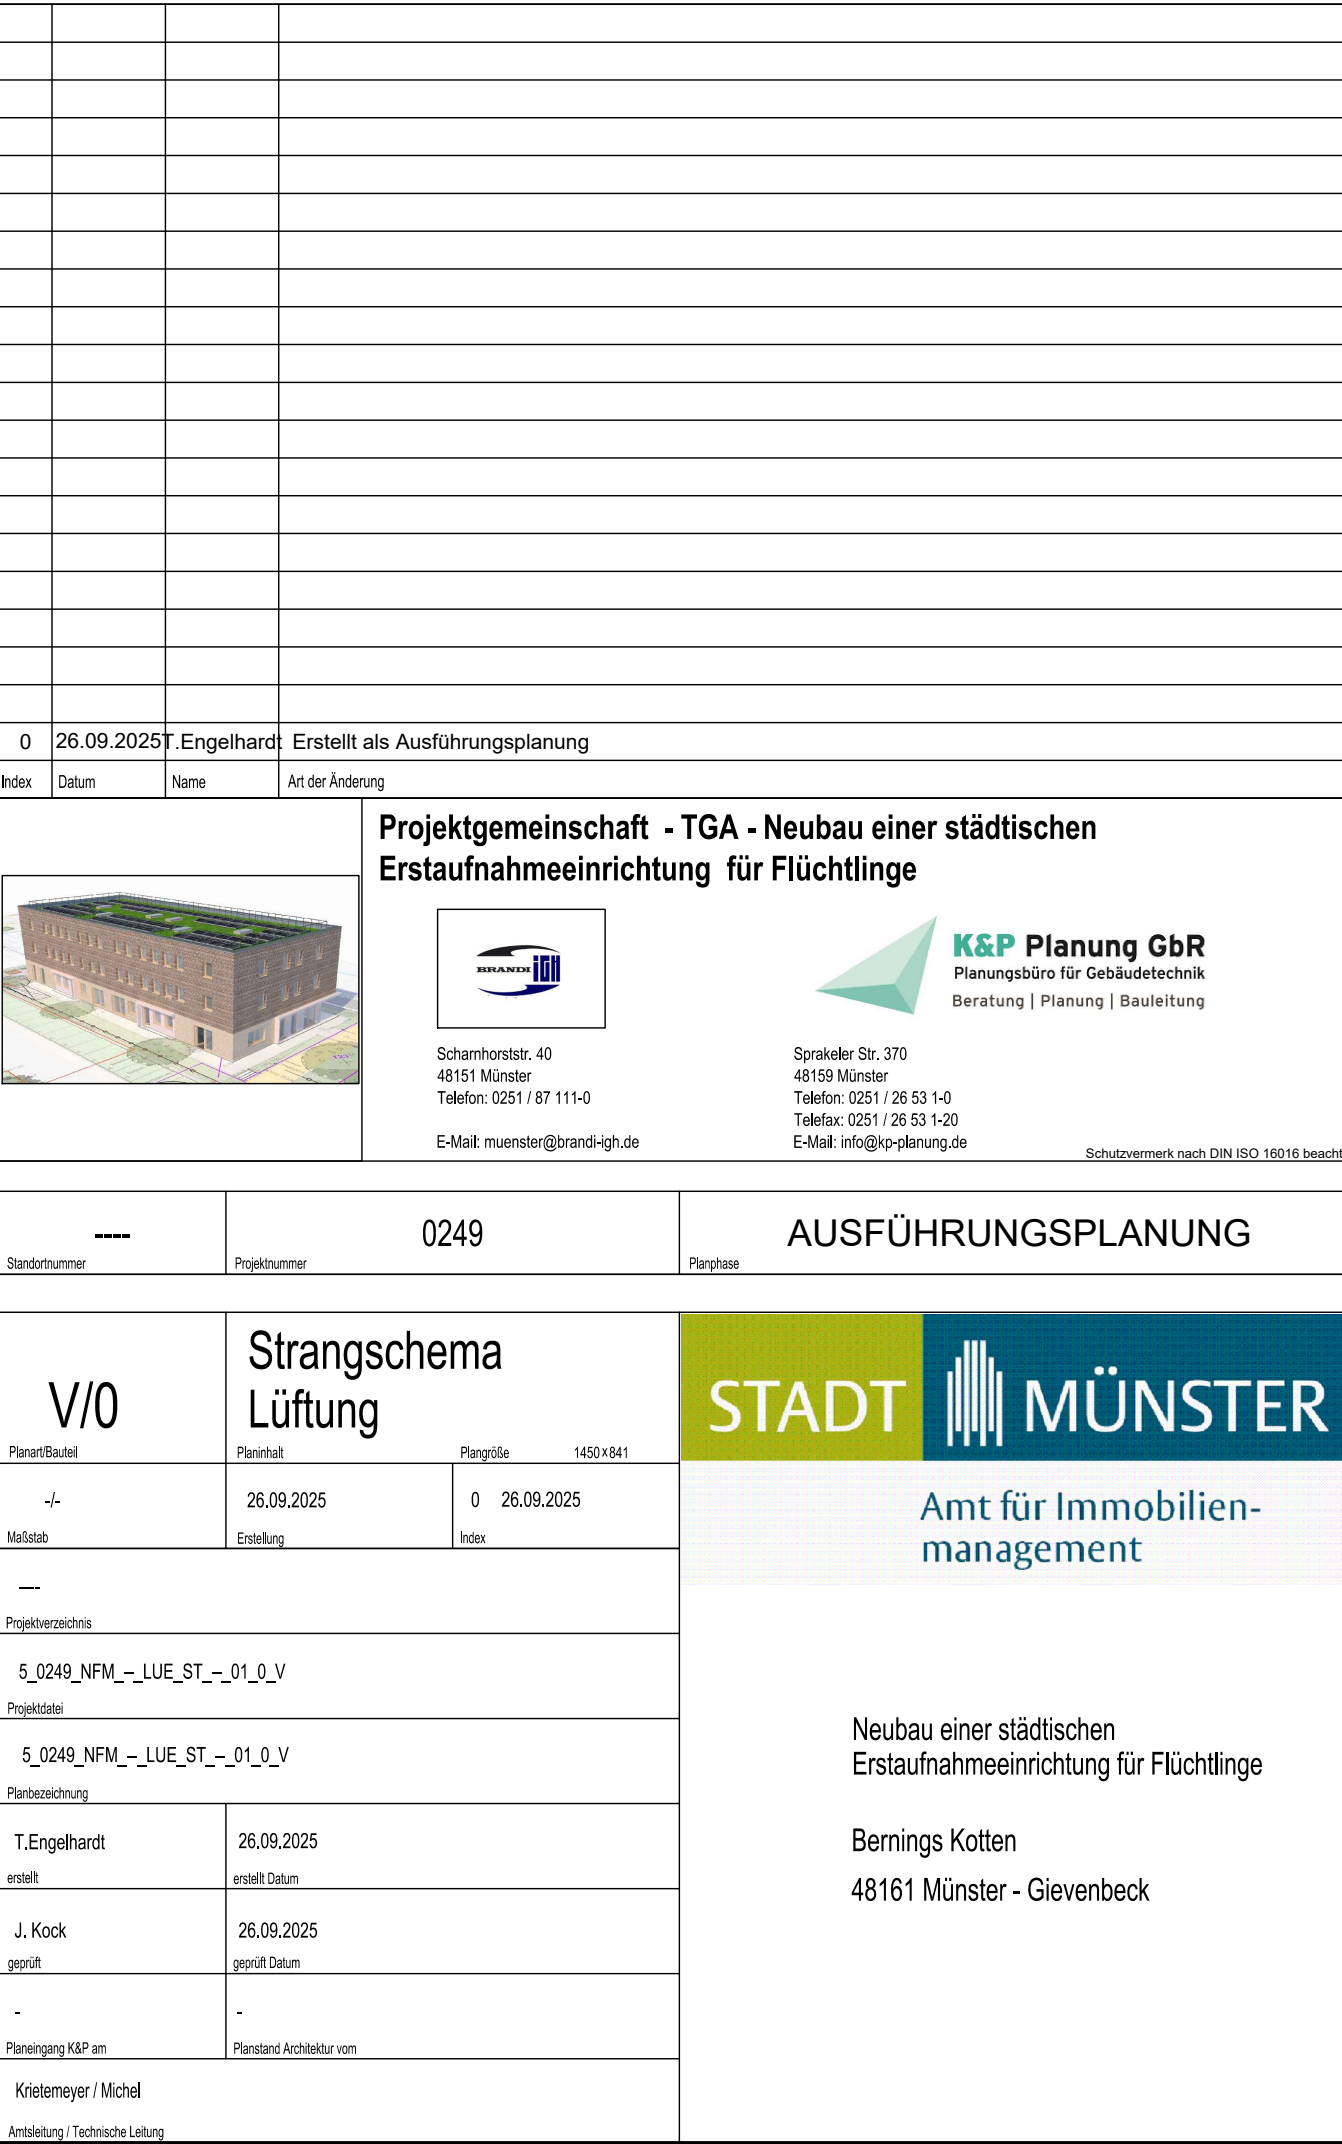 0 26.09.2025 T.Engelhardt Erstellt als Ausführungsplanung
Index Datum Name Art der Änderung
Projektgemeinschaft - TGA - Neubau einer städtischen
Erstaufnahmeeinrichtung für Flüchtlinge
BRANDI IGH
K&P Planung GbR
Planungsbüro für Gebäudetechnik
Beratung | Planung | Bauleitung
Scharnhorststr. 40
48151 Münster
Telefon: 0251 / 87 111-0
E-Mail: muenster@brandi-igh.de
Sprakeler Str. 370
48159 Münster
Telefon: 0251 / 26 53 1-0
Telefax: 0251 / 26 53 1-20
E-Mail: info@kp-planung.de
Schutzvermerk nach DIN ISO 16016 beacht
---- 0249 AUSFÜHRUNGSPLANUNG
Standortnummer Projektnummer Planphase
V/0
Planart/Bauteil
Strangschema
Lüftung
Planinhalt Plangröße 1450x841
STADT MÜNSTER
Amt für Immobilien-
management
-/- 26.09.2025 0 26.09.2025
Maßstab Erstellung Index
—-
Projektverzeichnis
5_0249_NFM_–_LUE_ST_–_01_0_V
Projektdatei
5_0249_NFM_–_LUE_ST_–_01_0_V
Planbezeichnung
T.Engelhardt 26.09.2025
erstellt erstellt Datum
J. Kock 26.09.2025
geprüft geprüft Datum
- -
Planeingang K&P am Planstand Architektur vom
Krietemeyer / Michel
Amtsleitung / Technische Leitung
Neubau einer städtischen
Erstaufnahmeeinrichtung für Flüchtlinge
Bernings Kotten
48161 Münster - Gievenbeck